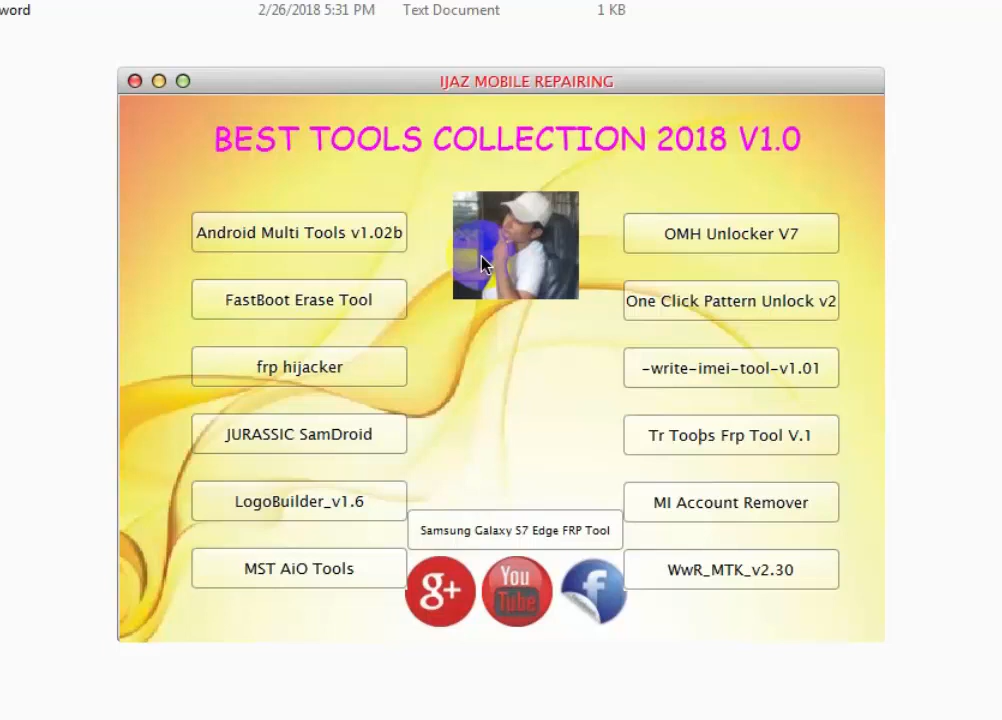 word 2/26/2018 5:31 PM Text Document 1 KB
IJAZ MOBILE REPAIRING
BEST TOOLS COLLECTION 2018 V1.0
Android Multi Tools v1.02b
OMH Unlocker V7
FastBoot Erase Tool
One Click Pattern Unlock v2
frp hijacker
-write-imei-tool-v1.01
JURASSIC SamDroid
Tr Tooþs Frp Tool V.1
LogoBuilder_v1.6
MI Account Remover
Samsung Galaxy S7 Edge FRP Tool
MST AiO Tools
WwR_MTK_v2.30
g+
You
Tube
f